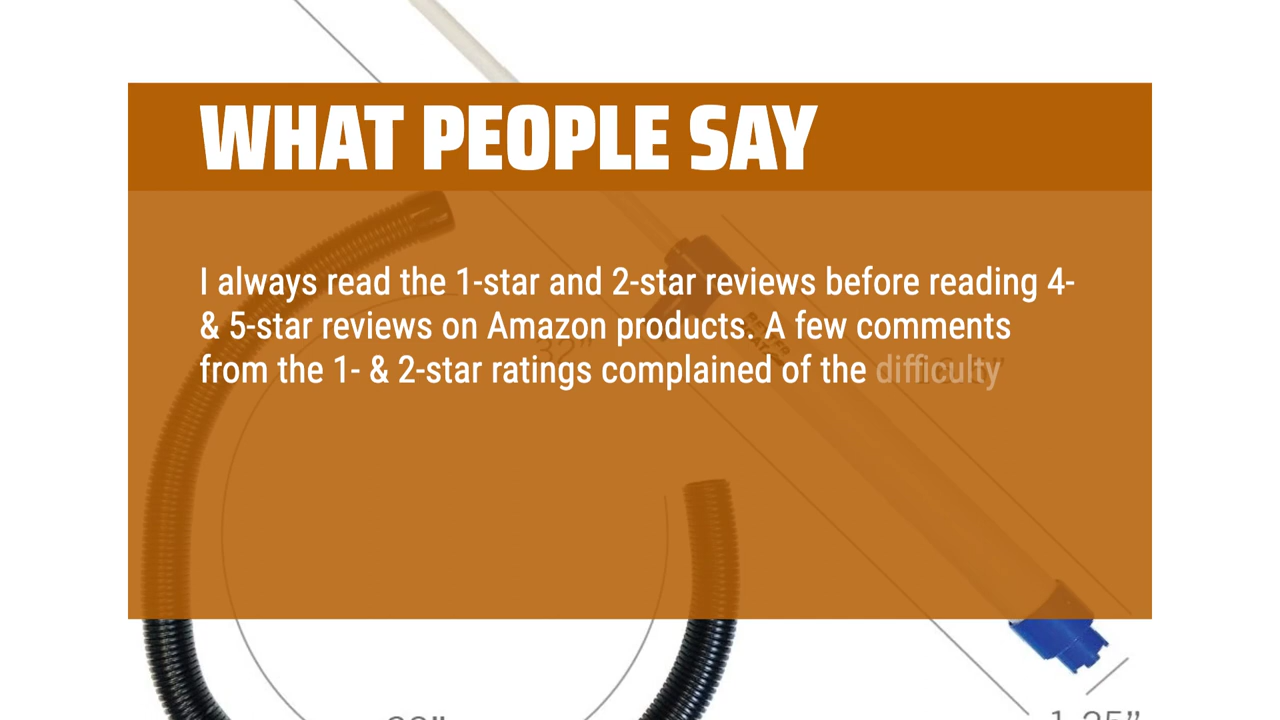 WHAT PEOPLE SAY
I always read the 1-star and 2-star reviews before reading 4-
& 5-star reviews on Amazon products. A few comments
from the 1- & 2-star ratings complained of the difficulty